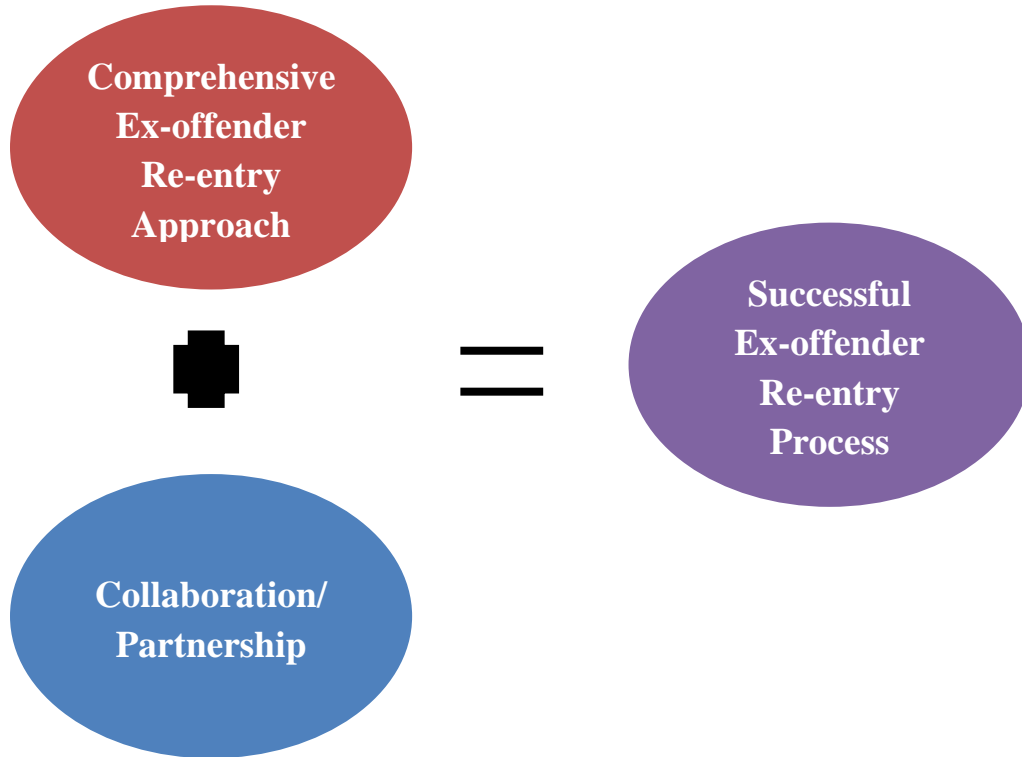 Comprehensive
Ex-offender
Re-entry
Approach
=
Successful
Ex-offender
Re-entry
Process
Collaboration/
Partnership